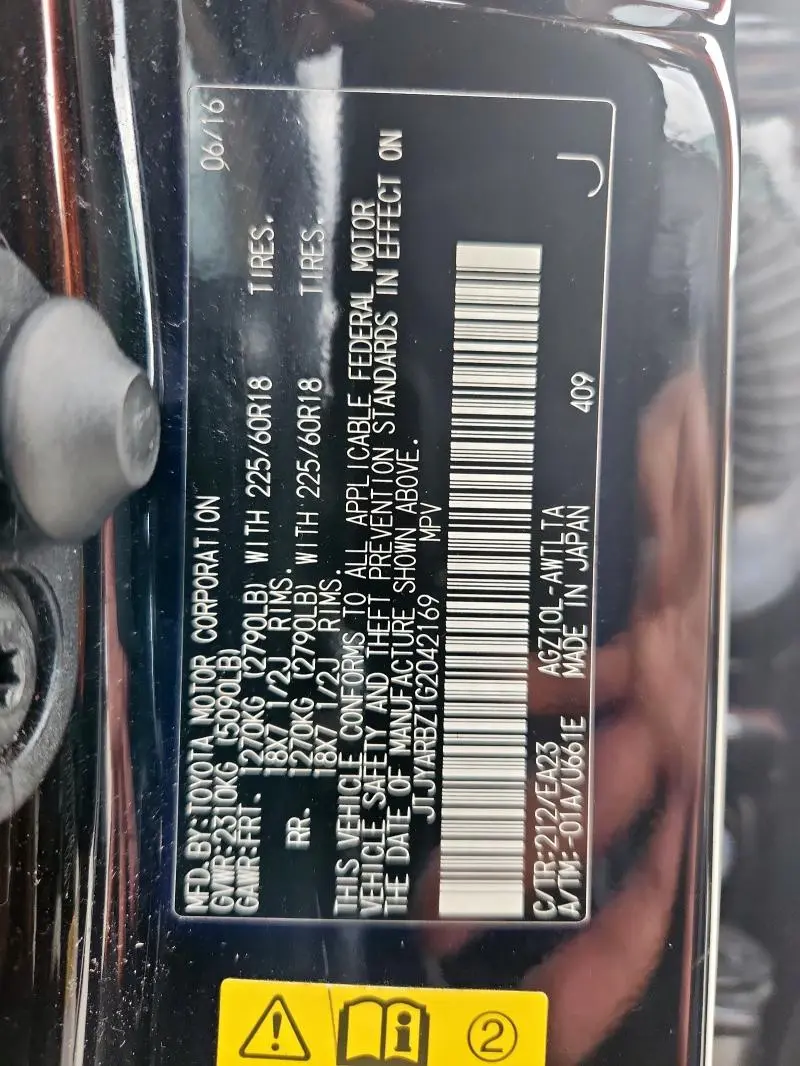 MFD.BY:TOYOTA MOTOR CORPORATION 06/16
GVWR:2310KG (5090LB)
GAWR:FRT. 1270KG (2790LB) WITH 225/60R18 TIRES.
18X7 1/2J RIMS.
RR. 1270KG (2790LB) WITH 225/60R18 TIRES.
18X7 1/2J RIMS.
THIS VEHICLE CONFORMS TO ALL APPLICABLE FEDERAL MOTOR
VEHICLE SAFETY AND THEFT PREVENTION STANDARDS IN EFFECT ON
THE DATE OF MANUFACTURE SHOWN ABOVE.
JTJYARBZ1G2042169 MPV
C/TR:212/EA23 AGZ10L-AWTLTA 409
A/TM:-01A/U661E MADE IN JAPAN J
2